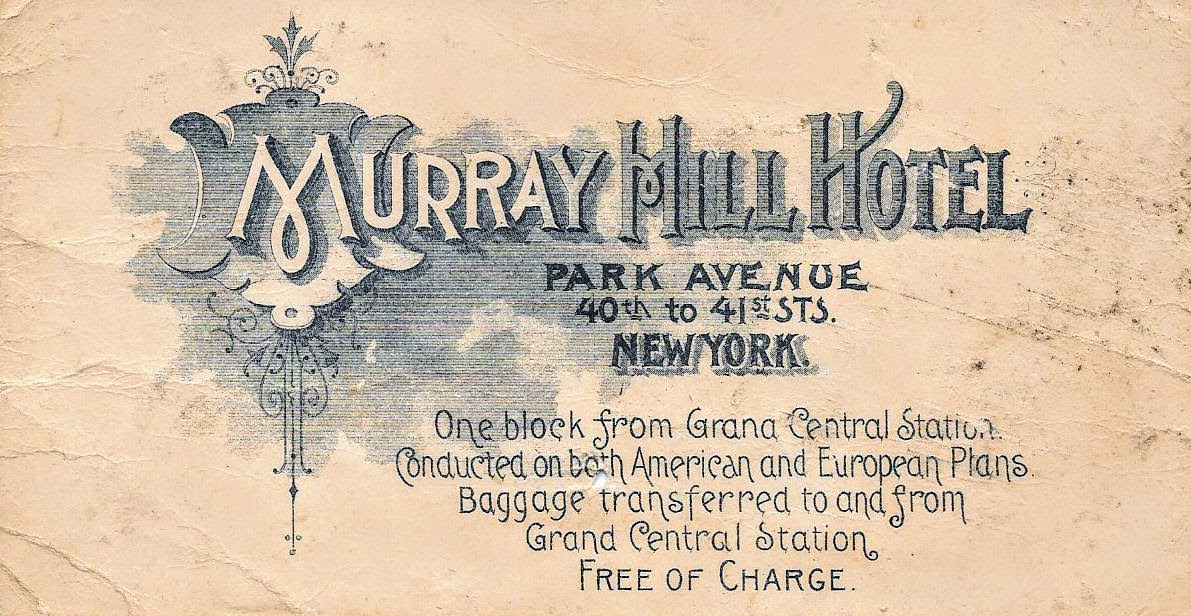 MURRAY HILL HOTEL
PARK AVENUE
40th to 41st STS.
NEW YORK.
One block from Grand Central Station.
Conducted on both American and European Plans.
Baggage transferred to and from
Grand Central Station
FREE OF CHARGE.